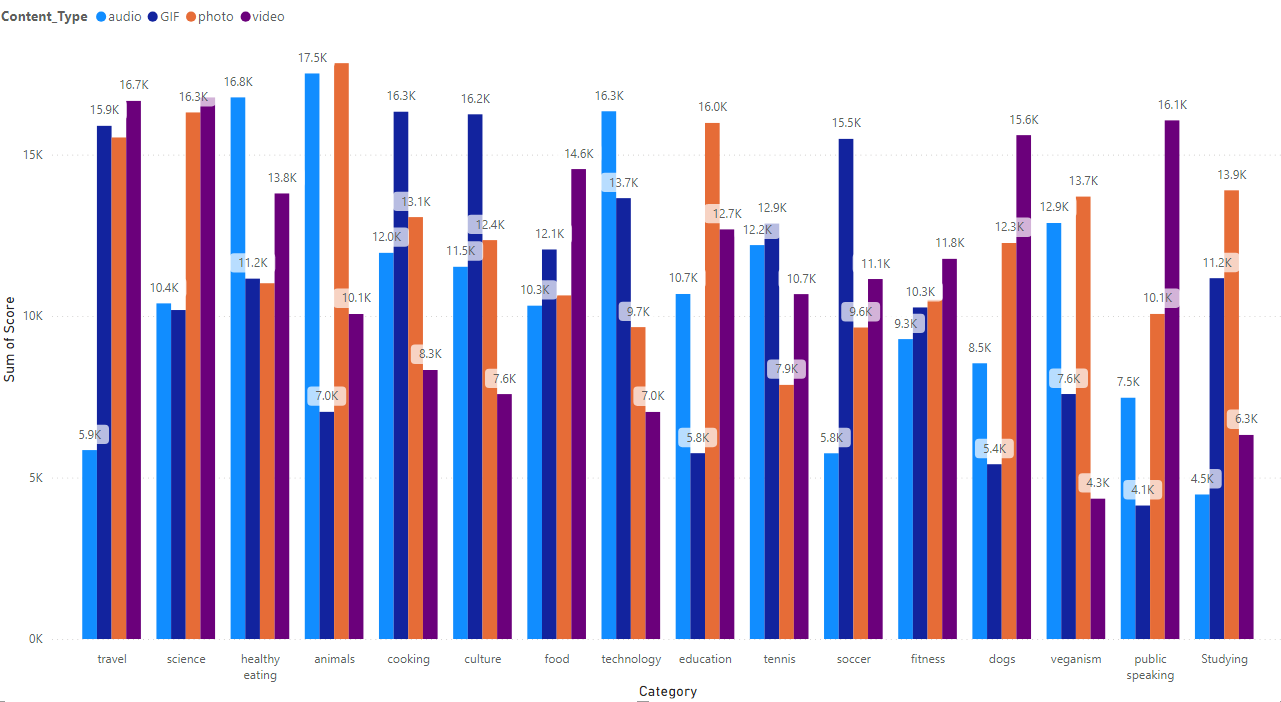 Content_Type audio GIF photo video
17.5K
16.8K
16.7K
16.3K
16.3K
16.2K
16.3K
16.0K
16.1K
15.9K
15.6K
15.5K
15K
14.6K
13.8K
13.7K
13.9K
13.7K
13.1K
12.9K
12.9K
12.7K
12.4K
12.3K
12.2K
12.1K
12.0K
11.8K
11.5K
11.2K
11.2K
11.1K
10.7K
10.7K
10.4K
10.3K
10.3K
10.1K
10.1K
10K
9.7K
9.6K
9.3K
8.5K
8.3K
7.9K
7.6K
7.6K
7.5K
7.0K
7.0K
6.3K
5.9K
5.8K
5.8K
5.4K
5K
4.5K
4.3K
4.1K
0K
Sum of Score
travel science healthy eating animals cooking culture food technology education tennis soccer fitness dogs veganism public speaking Studying
Category